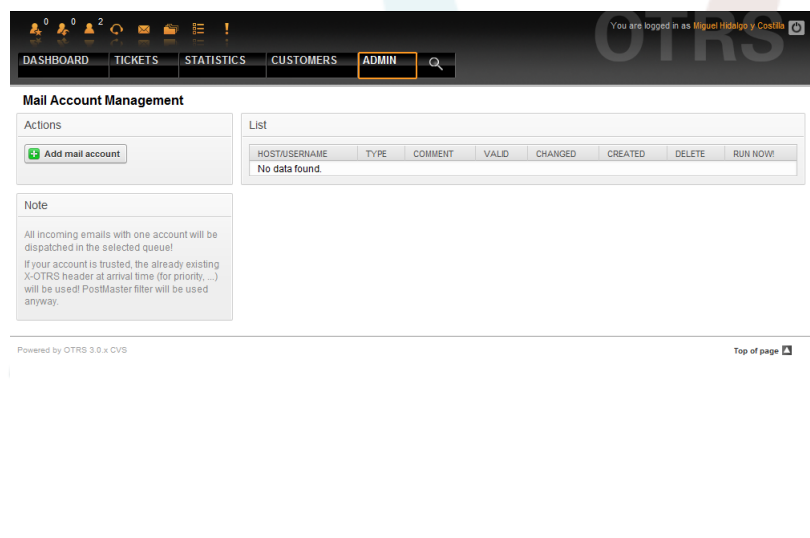 0 0 2
You are logged in as Miguel Hidalgo y Costilla
OTRS
DASHBOARD TICKETS STATISTICS CUSTOMERS ADMIN
Mail Account Management
Actions
Add mail account
List
HOST/USERNAME TYPE COMMENT VALID CHANGED CREATED DELETE RUN NOW!
No data found.
Note
All incoming emails with one account will be
dispatched in the selected queue!
If your account is trusted, the already existing
X-OTRS header at arrival time (for priority, ...)
will be used! PostMaster filter will be used
anyway.
Powered by OTRS 3.0.x CVS
Top of page